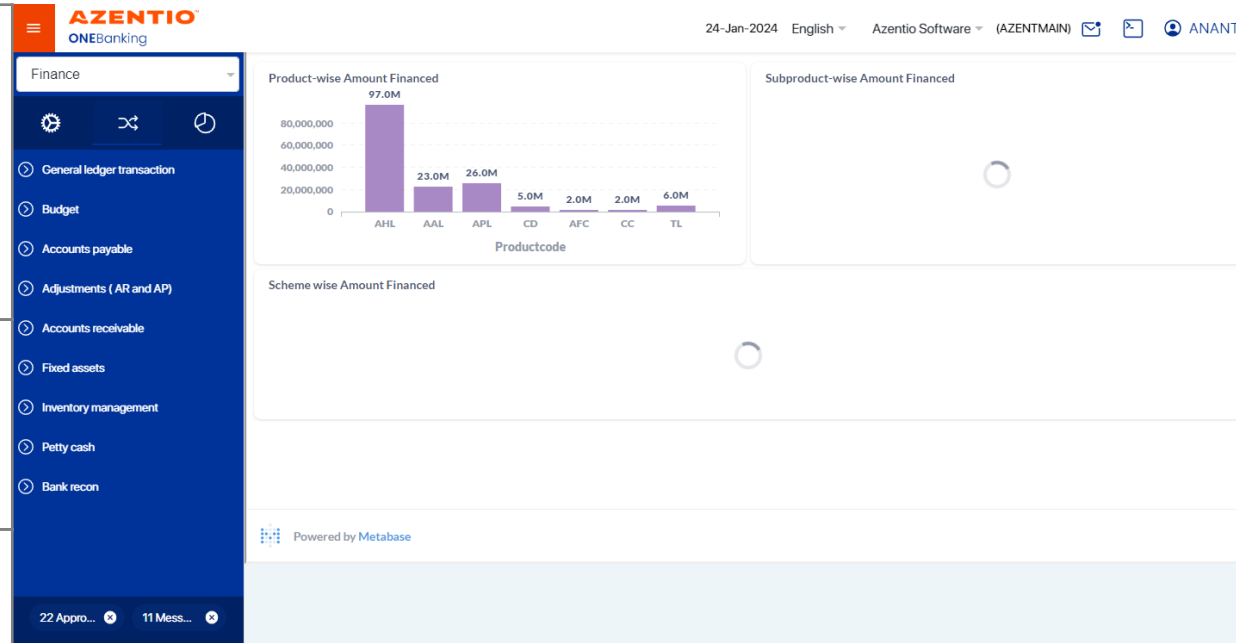 AZENTIO™
ONEBanking
24-Jan-2024 English Azentio Software (AZENTMAIN) ANANT
Finance
General ledger transaction
Budget
Accounts payable
Adjustments ( AR and AP)
Accounts receivable
Fixed assets
Inventory management
Petty cash
Bank recon
22 Appro...
11 Mess...
Product-wise Amount Financed
97.0M
80,000,000
60,000,000
40,000,000
20,000,000
0
23.0M
26.0M
5.0M
2.0M
2.0M
6.0M
AHL AAL APL CD AFC CC TL
Productcode
Subproduct-wise Amount Financed
Scheme wise Amount Financed
Powered by Metabase